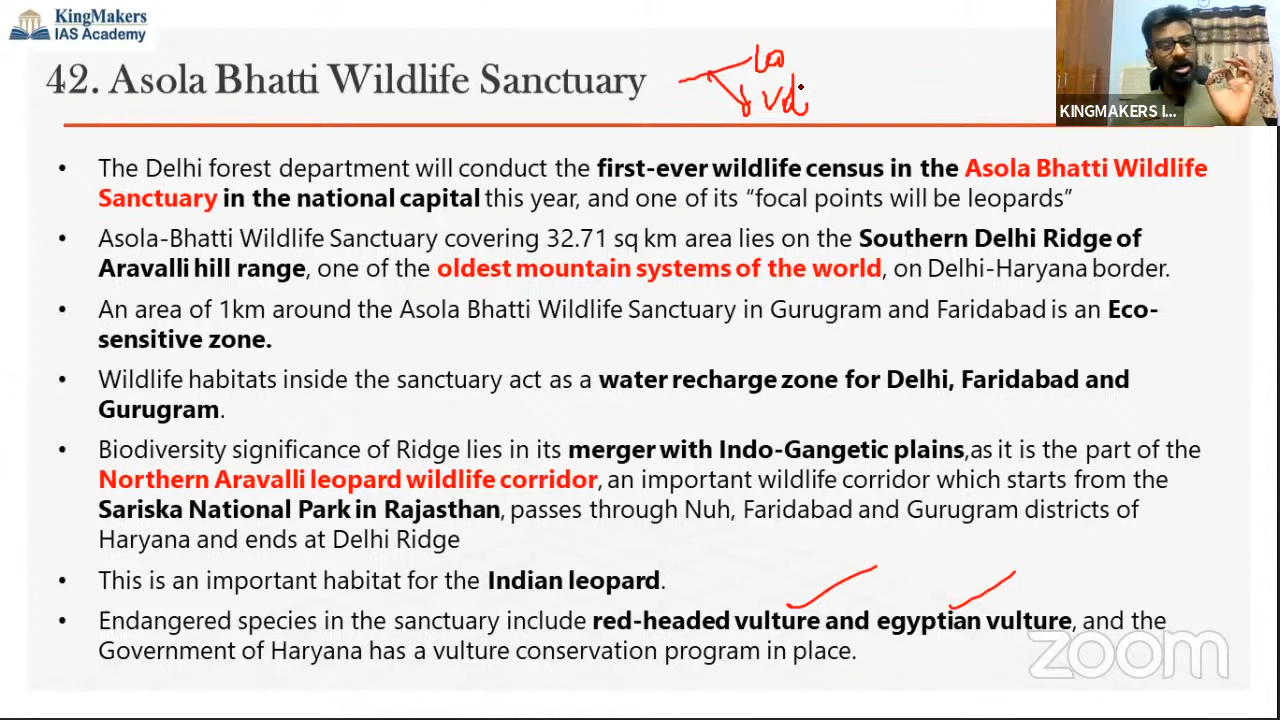 KingMakers
IAS Academy
42. Asola Bhatti Wildlife Sanctuary
KINGMAKERS I...
• The Delhi forest department will conduct the first-ever wildlife census in the Asola Bhatti Wildlife
Sanctuary in the national capital this year, and one of its “focal points will be leopards”
• Asola-Bhatti Wildlife Sanctuary covering 32.71 sq km area lies on the Southern Delhi Ridge of
Aravalli hill range, one of the oldest mountain systems of the world, on Delhi-Haryana border.
• An area of 1km around the Asola Bhatti Wildlife Sanctuary in Gurugram and Faridabad is an Eco-
sensitive zone.
• Wildlife habitats inside the sanctuary act as a water recharge zone for Delhi, Faridabad and
Gurugram.
• Biodiversity significance of Ridge lies in its merger with Indo-Gangetic plains,as it is the part of the
Northern Aravalli leopard wildlife corridor, an important wildlife corridor which starts from the
Sariska National Park in Rajasthan, passes through Nuh, Faridabad and Gurugram districts of
Haryana and ends at Delhi Ridge
• This is an important habitat for the Indian leopard.
• Endangered species in the sanctuary include red-headed vulture and egyptian vulture, and the
Government of Haryana has a vulture conservation program in place.
zoom